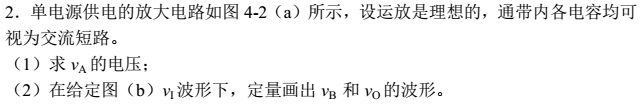 2．单电源供电的放大电路如图 4-2（a）所示，设运放是理想的，通带内各电容均可
视为交流短路。
（1）求 vA 的电压；
（2）在给定图（b）vI 波形下，定量画出 vB 和 vO 的波形。